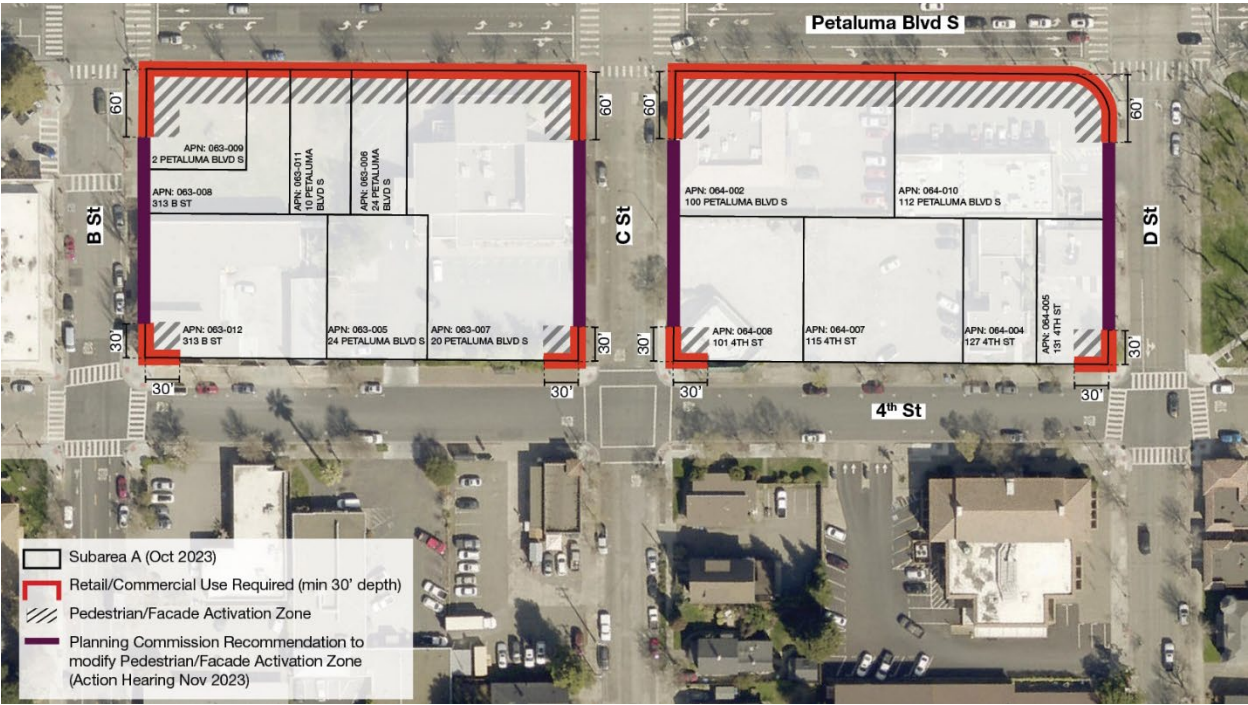 Petaluma Blvd S
60'
60'
60'
60'
APN: 063-009
2 PETALUMA BLVD S
APN: 063-011
10 PETALUMA
BLVD S
APN: 063-006
24 PETALUMA
BLVD S
APN: 063-008
313 B ST
APN: 064-002
100 PETALUMA BLVD S
APN: 064-010
112 PETALUMA BLVD S
B St
C St
D St
APN: 063-012
313 B ST
APN: 063-005
24 PETALUMA BLVD S
APN: 063-007
20 PETALUMA BLVD S
APN: 064-008
101 4TH ST
APN: 064-007
115 4TH ST
APN: 064-004
127 4TH ST
APN: 064-005
131 4TH ST
30'
30'
30'
30'
30'
30'
30'
30'
4th St
Subarea A (Oct 2023)
Retail/Commercial Use Required (min 30' depth)
Pedestrian/Facade Activation Zone
Planning Commission Recommendation to
modify Pedestrian/Facade Activation Zone
(Action Hearing Nov 2023)